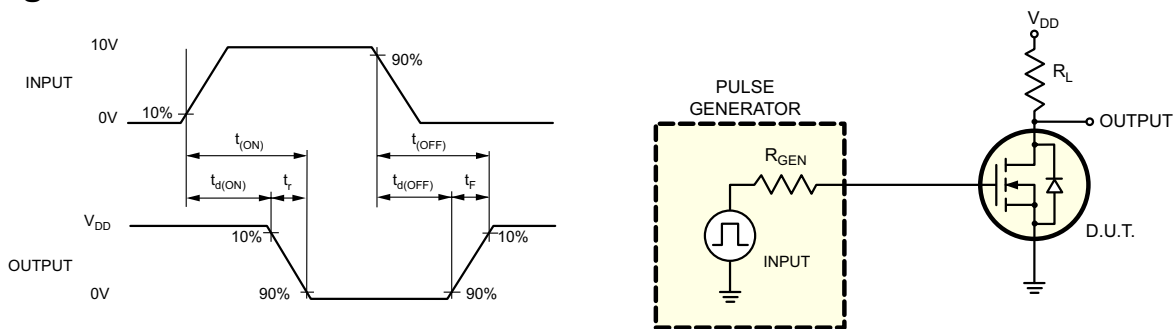 10V
90%
INPUT
10%
0V
t(ON)
t(OFF)
td(ON)
tr
td(OFF)
tF
VDD
10%
10%
OUTPUT
0V
90%
90%
VDD
RL
PULSE
GENERATOR
OUTPUT
RGEN
D.U.T.
INPUT